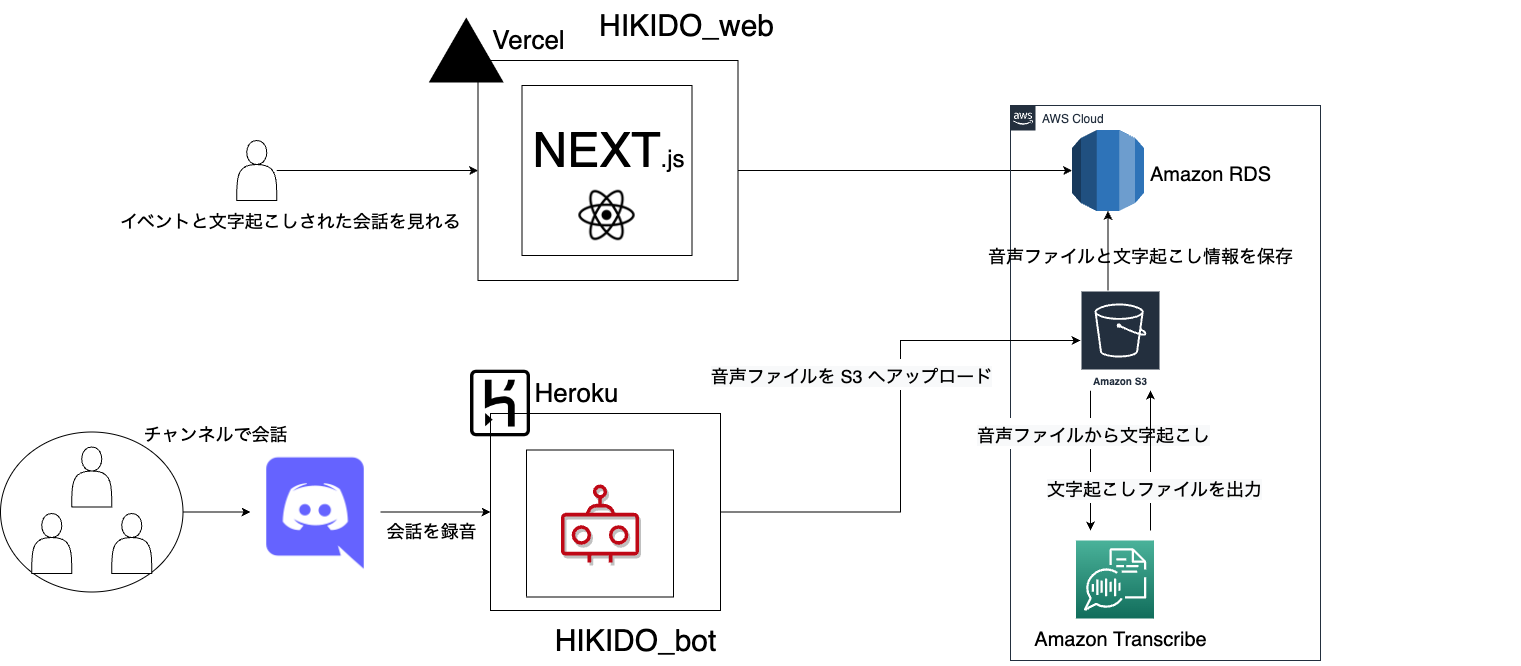 HIKIDO_web
Vercel
NEXT.js
aws
AWS Cloud
Amazon RDS
イベントと文字起こしされた会話を見れる
音声ファイルと文字起こし情報を保存
音声ファイルを S3 へアップロード
Amazon S3
Heroku
チャンネルで会話
音声ファイルから文字起こし
文字起こしファイルを出力
会話を録音
Amazon Transcribe
HIKIDO_bot